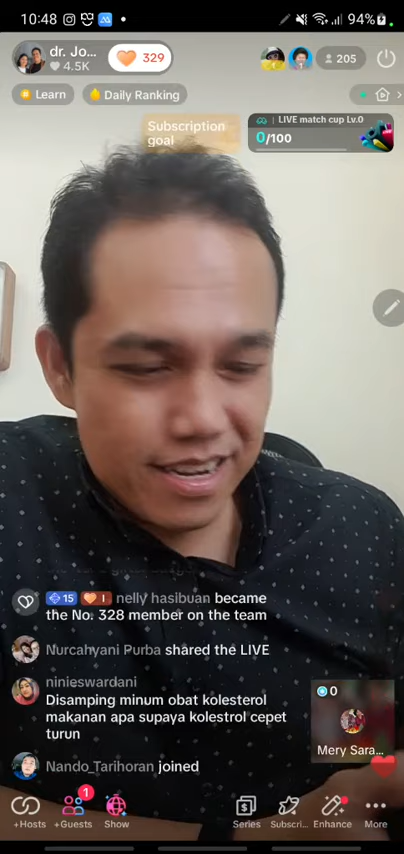 10:48
94%
dr. Jo...
4.5K
329
205
Learn
Daily Ranking
Subscription
goal
LIVE match cup Lv.0
0/100
15 I nelly hasibuan became
the No. 328 member on the team
Nurcahyani Purba shared the LIVE
ninieswardani
Disamping minum obat kolesterol
makanan apa supaya kolestrol cepet
turun
0
Mery Sara...
Nando_Tarihoran joined
1
+Hosts
+Guests
Show
Series
Subscri...
Enhance
More